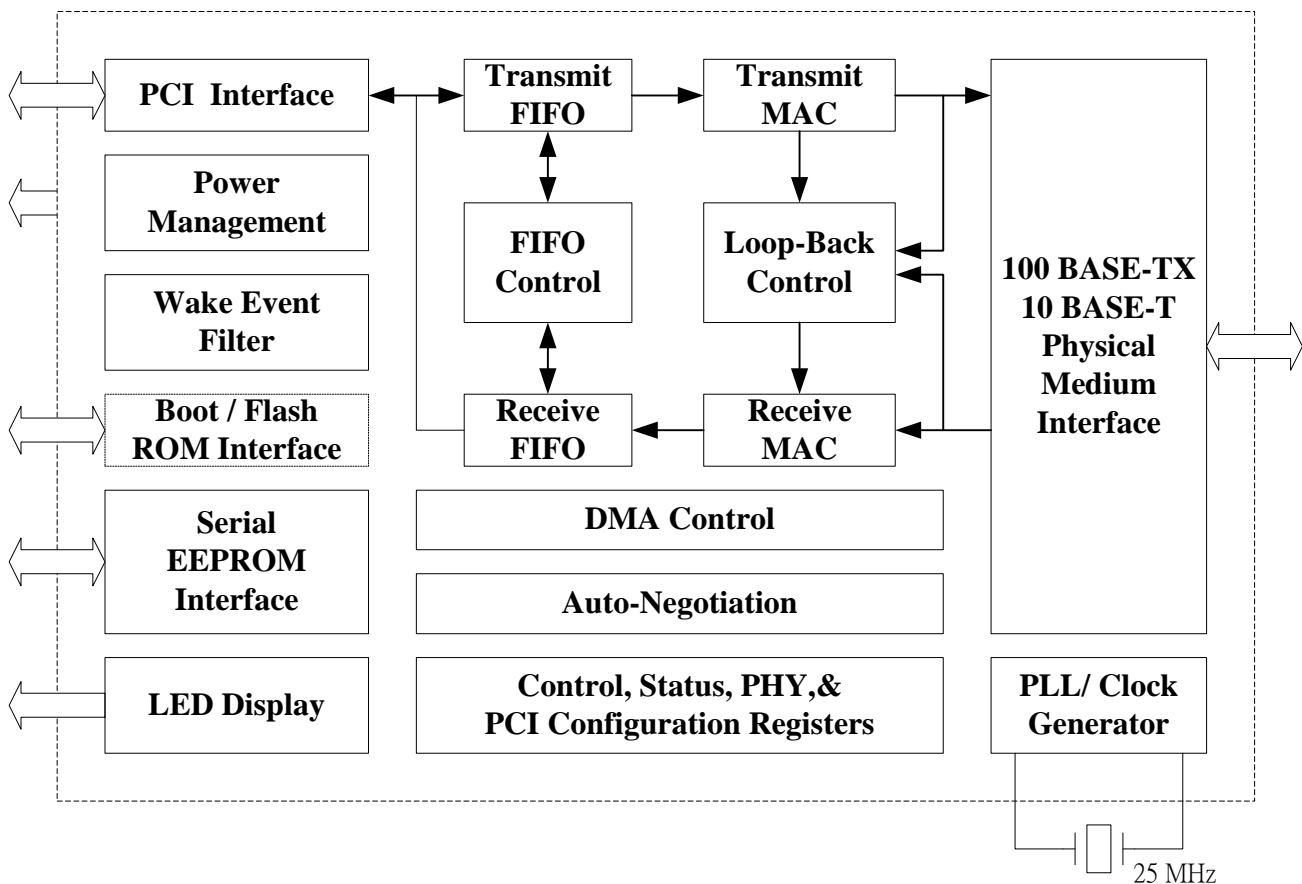 PCI Interface
Transmit
FIFO
Transmit
MAC
Power
Management
FIFO
Control
Loop-Back
Control
100 BASE-TX
10 BASE-T
Physical
Medium
Interface
Wake Event
Filter
Boot / Flash
ROM Interface
Receive
FIFO
Receive
MAC
Serial
EEPROM
Interface
DMA Control
Auto-Negotiation
LED Display
Control, Status, PHY,&
PCI Configuration Registers
PLL/ Clock
Generator
25 MHz